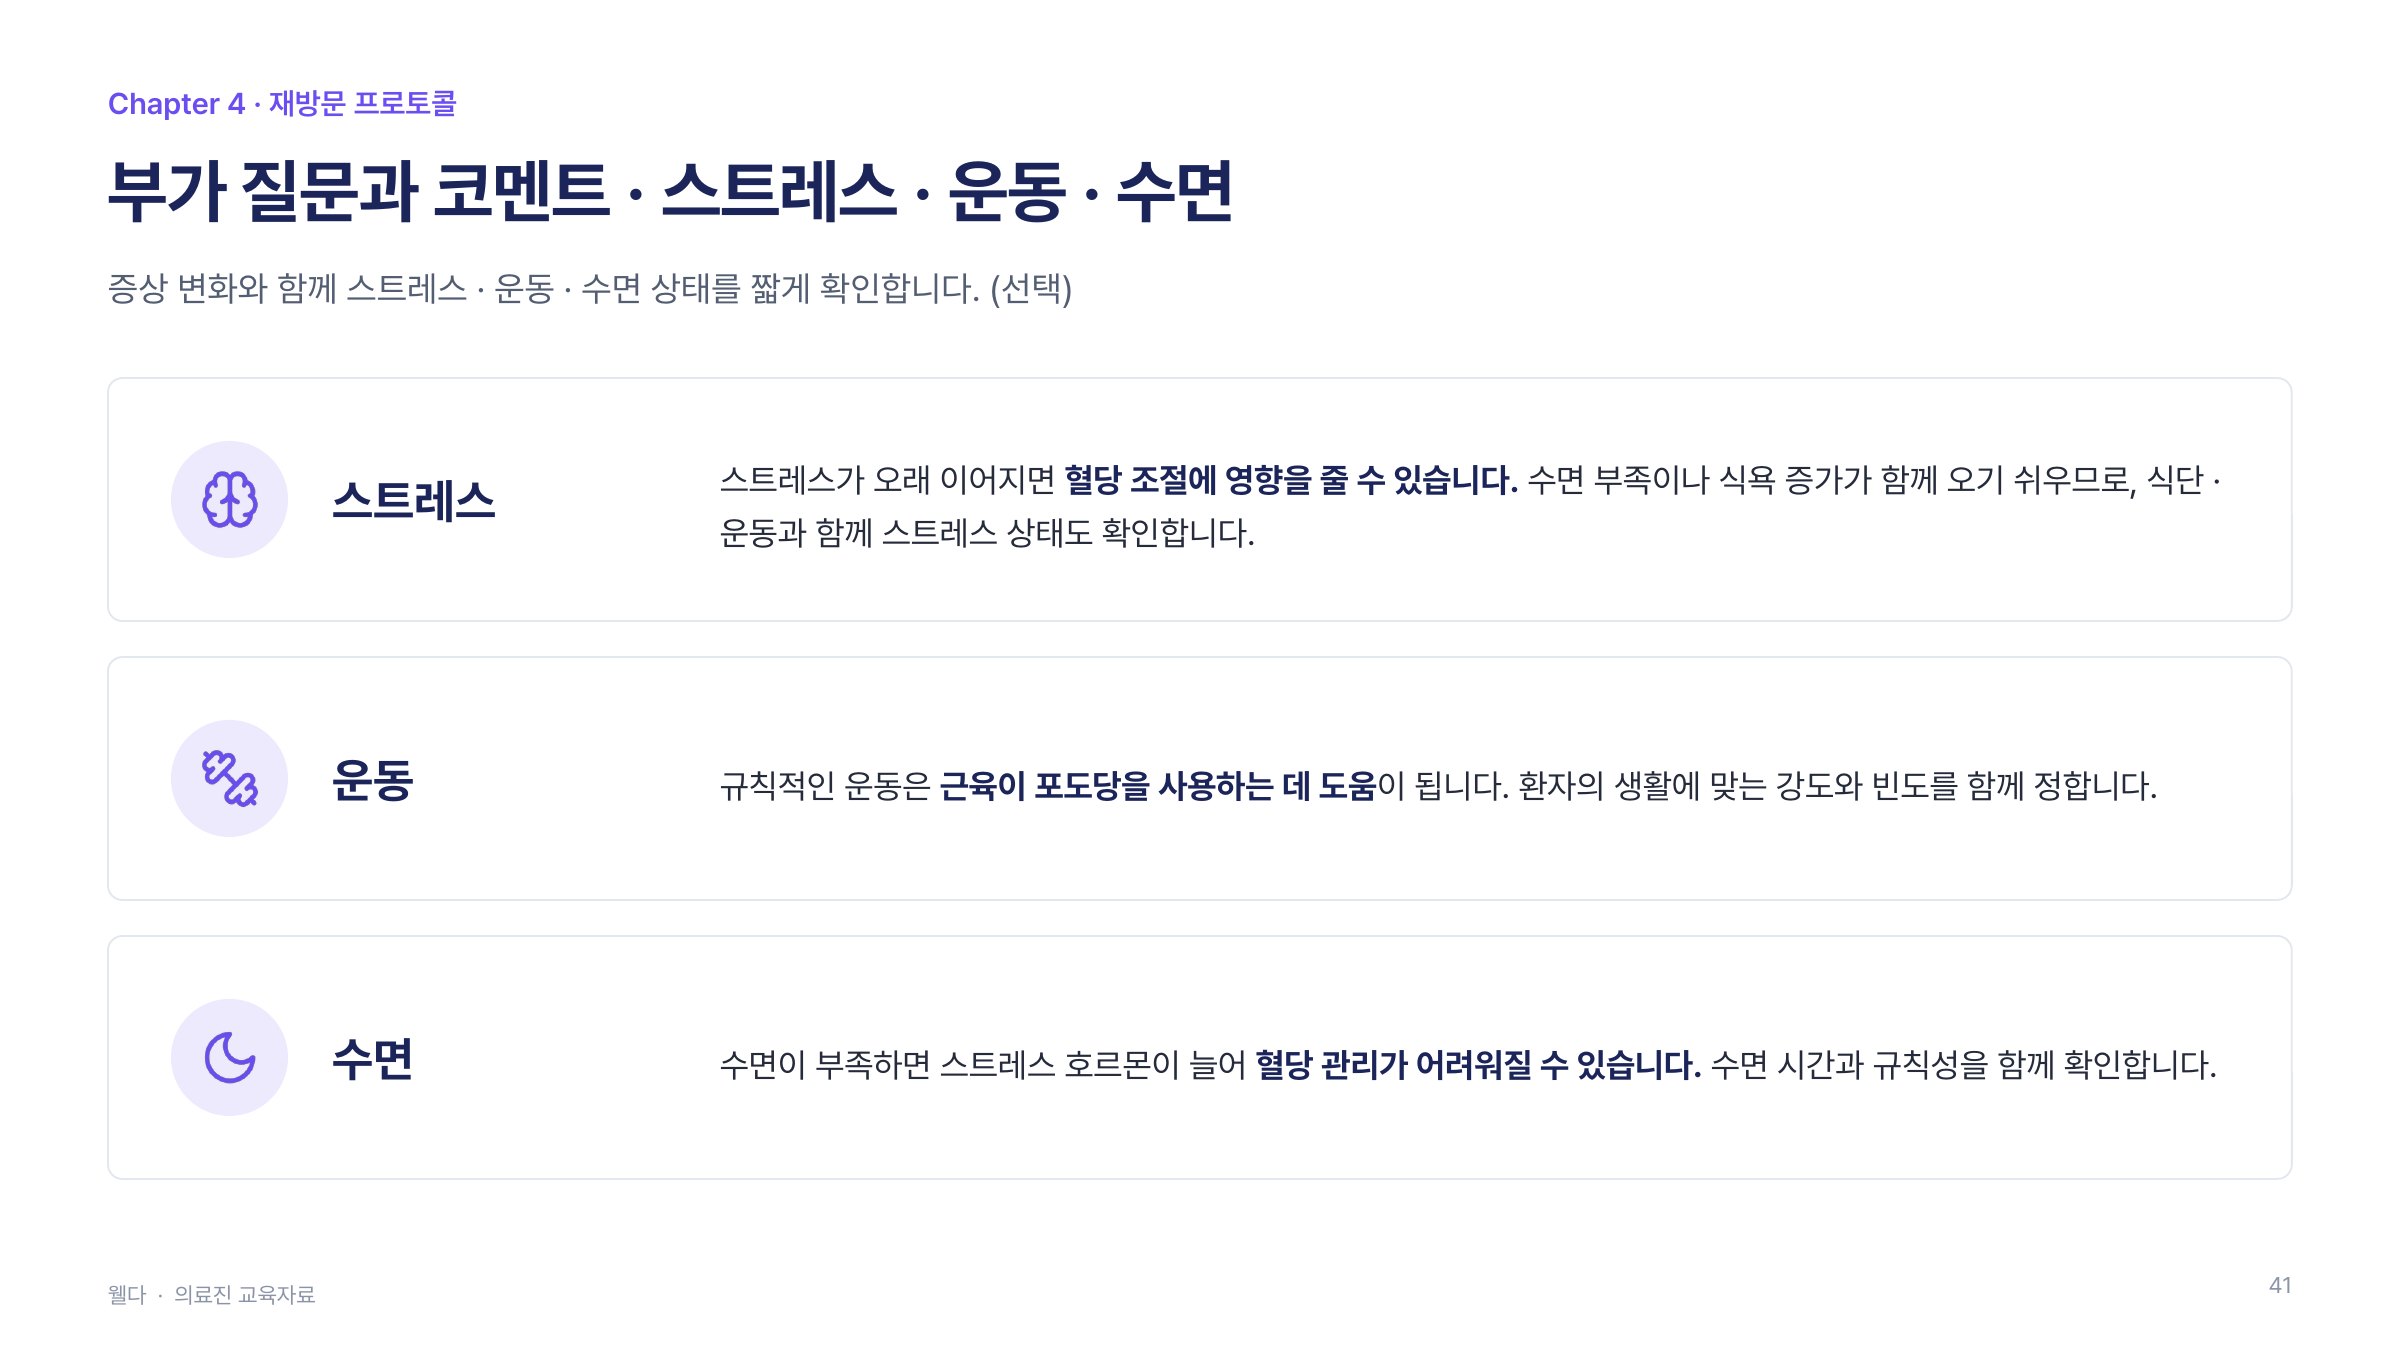 Chapter 4 · 재방문 프로토콜
부가 질문과 코멘트 · 스트레스 · 운동 · 수면
증상 변화와 함께 스트레스 · 운동 · 수면 상태를 짧게 확인합니다. (선택)
스트레스
스트레스가 오래 이어지면 혈당 조절에 영향을 줄 수 있습니다. 수면 부족이나 식욕 증가가 함께 오기 쉬우므로, 식단 ·
운동과 함께 스트레스 상태도 확인합니다.
운동
규칙적인 운동은 근육이 포도당을 사용하는 데 도움이 됩니다. 환자의 생활에 맞는 강도와 빈도를 함께 정합니다.
수면
수면이 부족하면 스트레스 호르몬이 늘어 혈당 관리가 어려워질 수 있습니다. 수면 시간과 규칙성을 함께 확인합니다.
웰다 · 의료진 교육자료
41